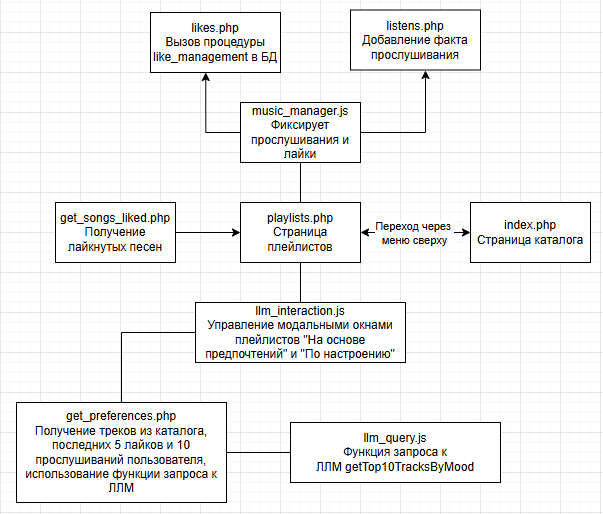 likes.php
Вызов процедуры
like_management в БД
listens.php
Добавление факта
прослушивания
music_manager.js
Фиксирует
прослушивания и
лайки
get_songs_liked.php
Получение
лайкнутых песен
playlists.php
Страница
плейлистов
Переход через
меню сверху
index.php
Страница каталога
llm_interaction.js
Управление модальными окнами
плейлистов "На основе
предпочтений" и "По настроению"
get_preferences.php
Получение треков из каталога,
последних 5 лайков и 10
прослушиваний пользователя,
использование функции запроса к
ЛЛМ
llm_query.js
Функция запроса к
ЛЛМ getTop10TracksByMood